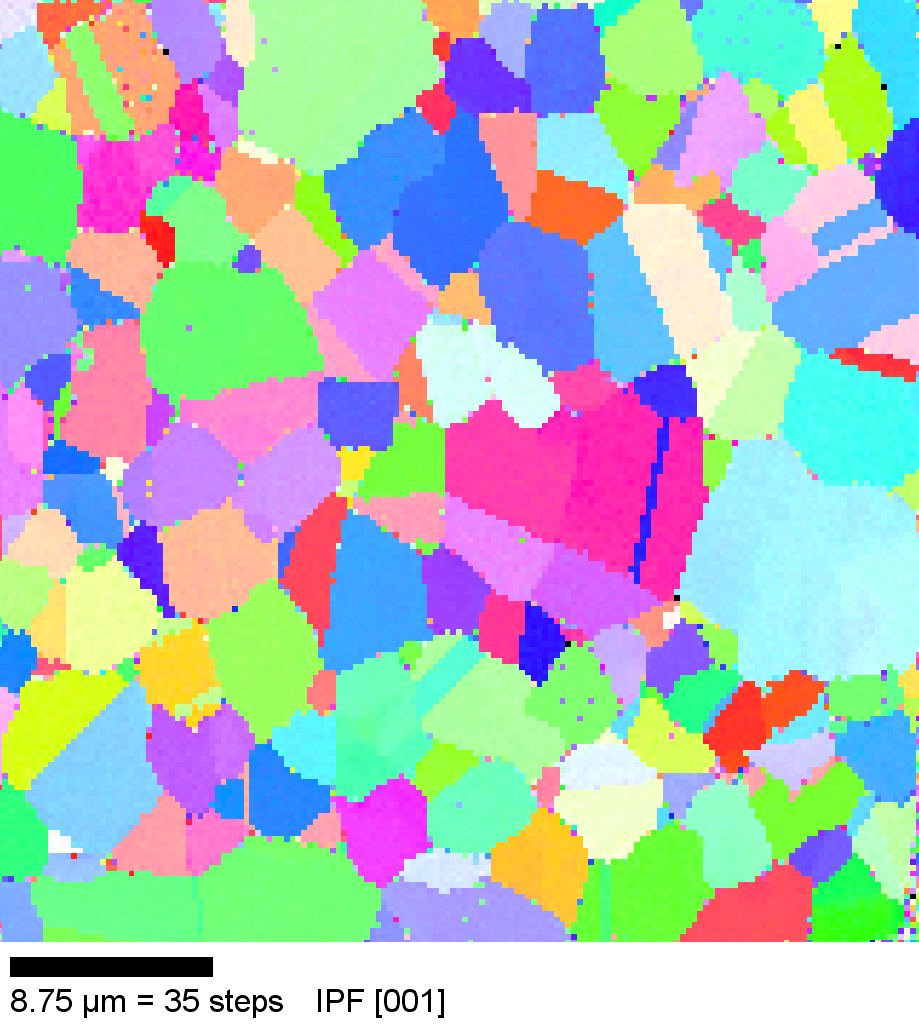 8.75 µm = 35 steps IPF [001]